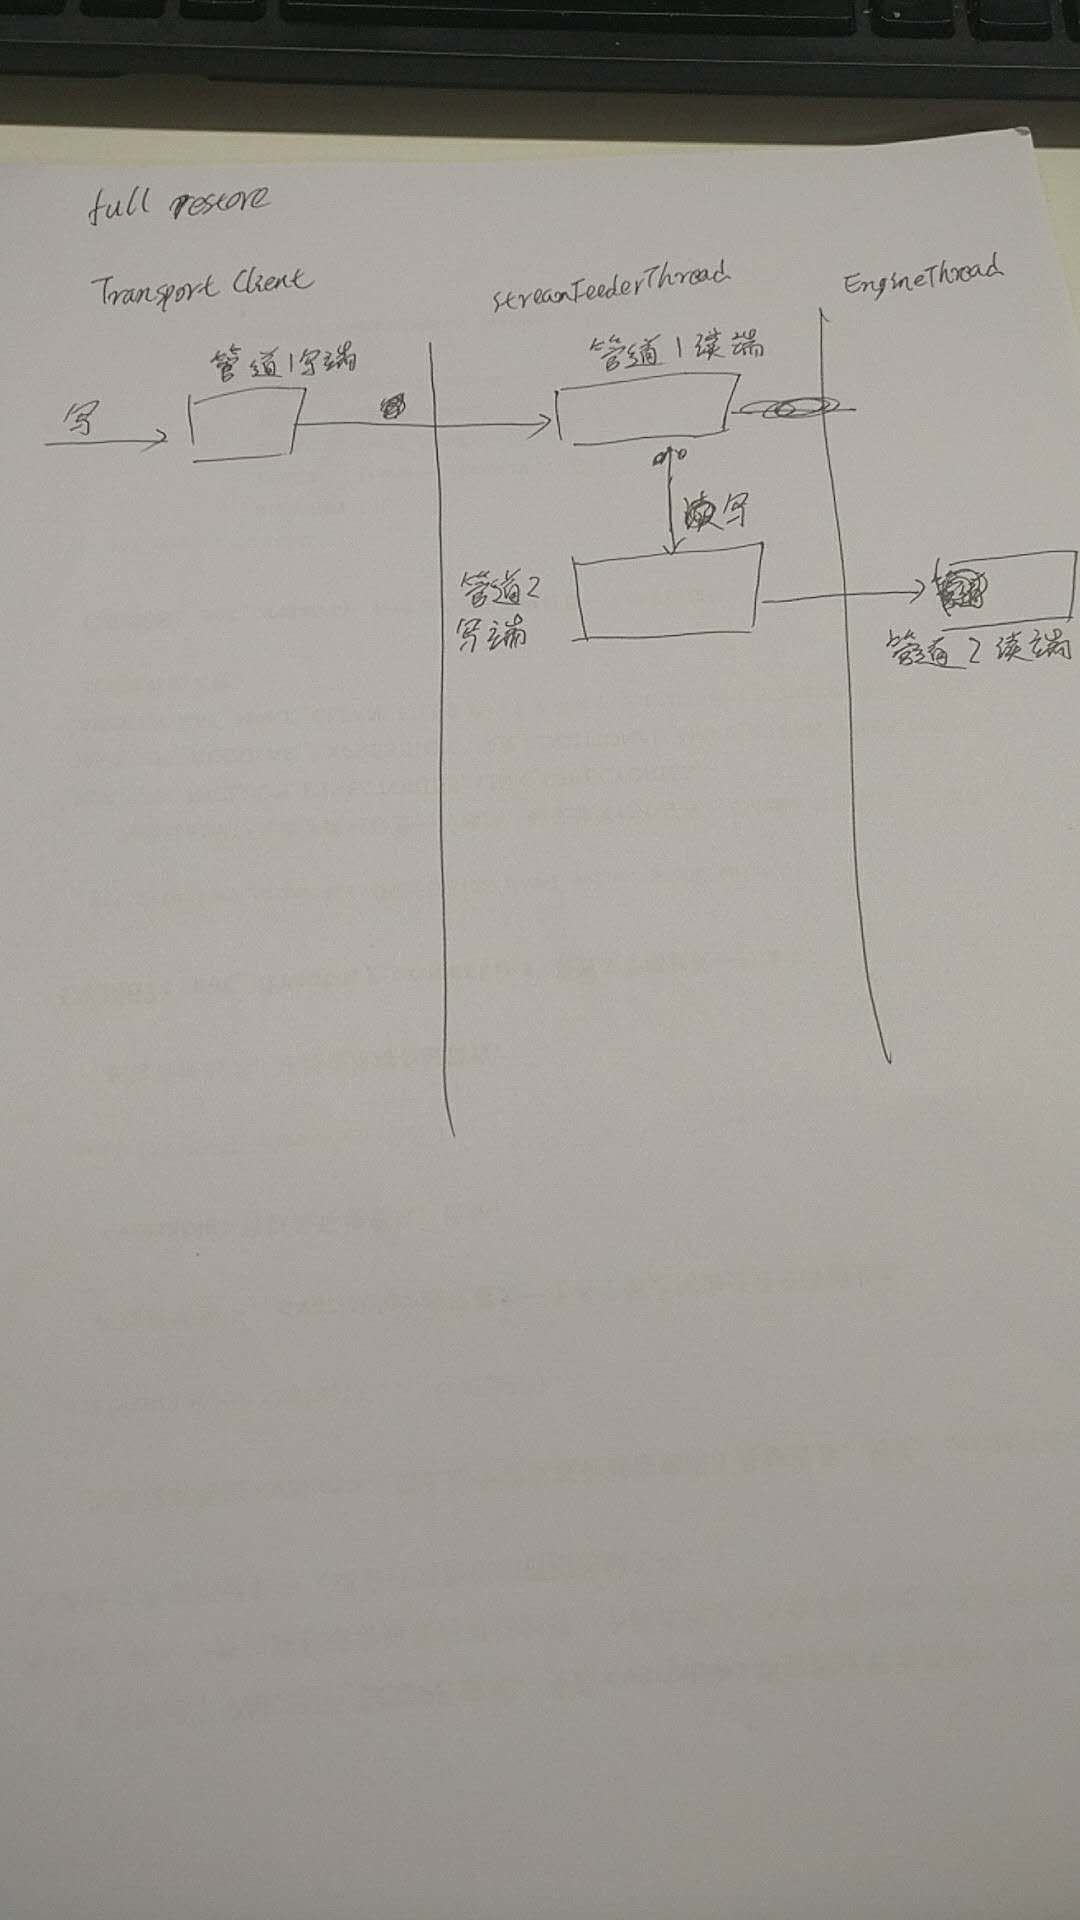 full restore
Transport Client
StreamFeederThread
EngineThread
管道1写端
管道1读端
写
写
管道2
写端
管道2读端